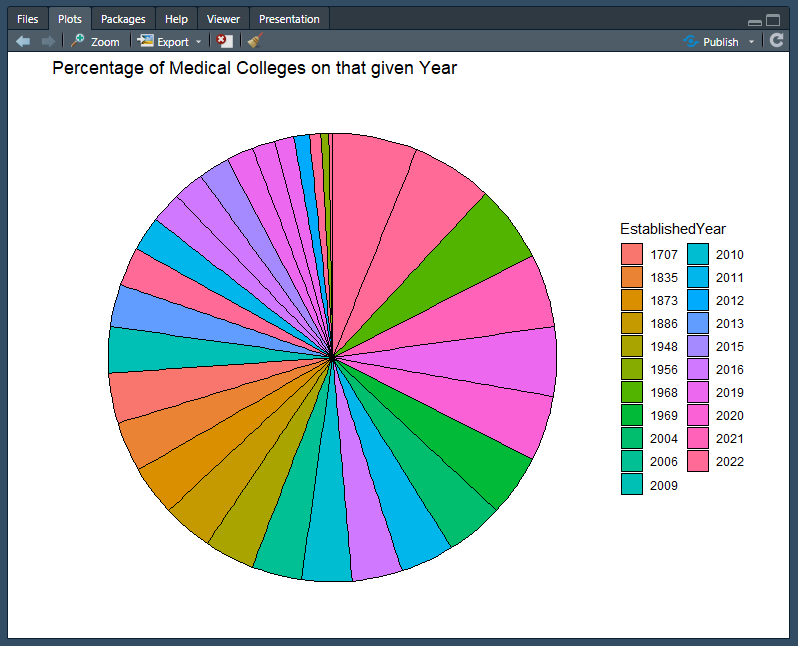 Files Plots Packages Help Viewer Presentation
Zoom Export Publish
Percentage of Medical Colleges on that given Year
EstablishedYear
1707 2010
1835 2011
1873 2012
1886 2013
1948 2015
1956 2016
1968 2019
1969 2020
2004 2021
2006 2022
2009